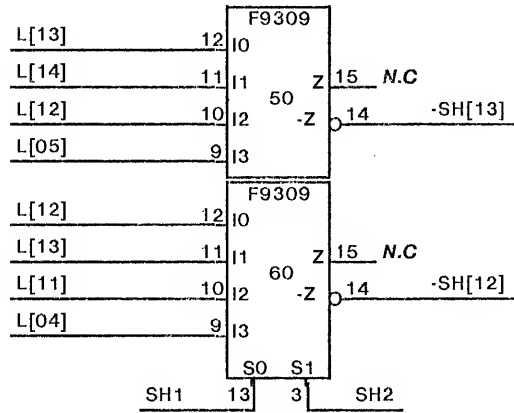 F9309
L[13] 12 I0
L[14] 11 I1 Z 15 N.C
50
L[12] 10 I2 -Z 14 -SH[13]
L[05] 9 I3
F9309
L[12] 12 I0
L[13] 11 I1 Z 15 N.C
60
L[11] 10 I2 -Z 14 -SH[12]
L[04] 9 I3
S0 S1
SH1 13 3 SH2